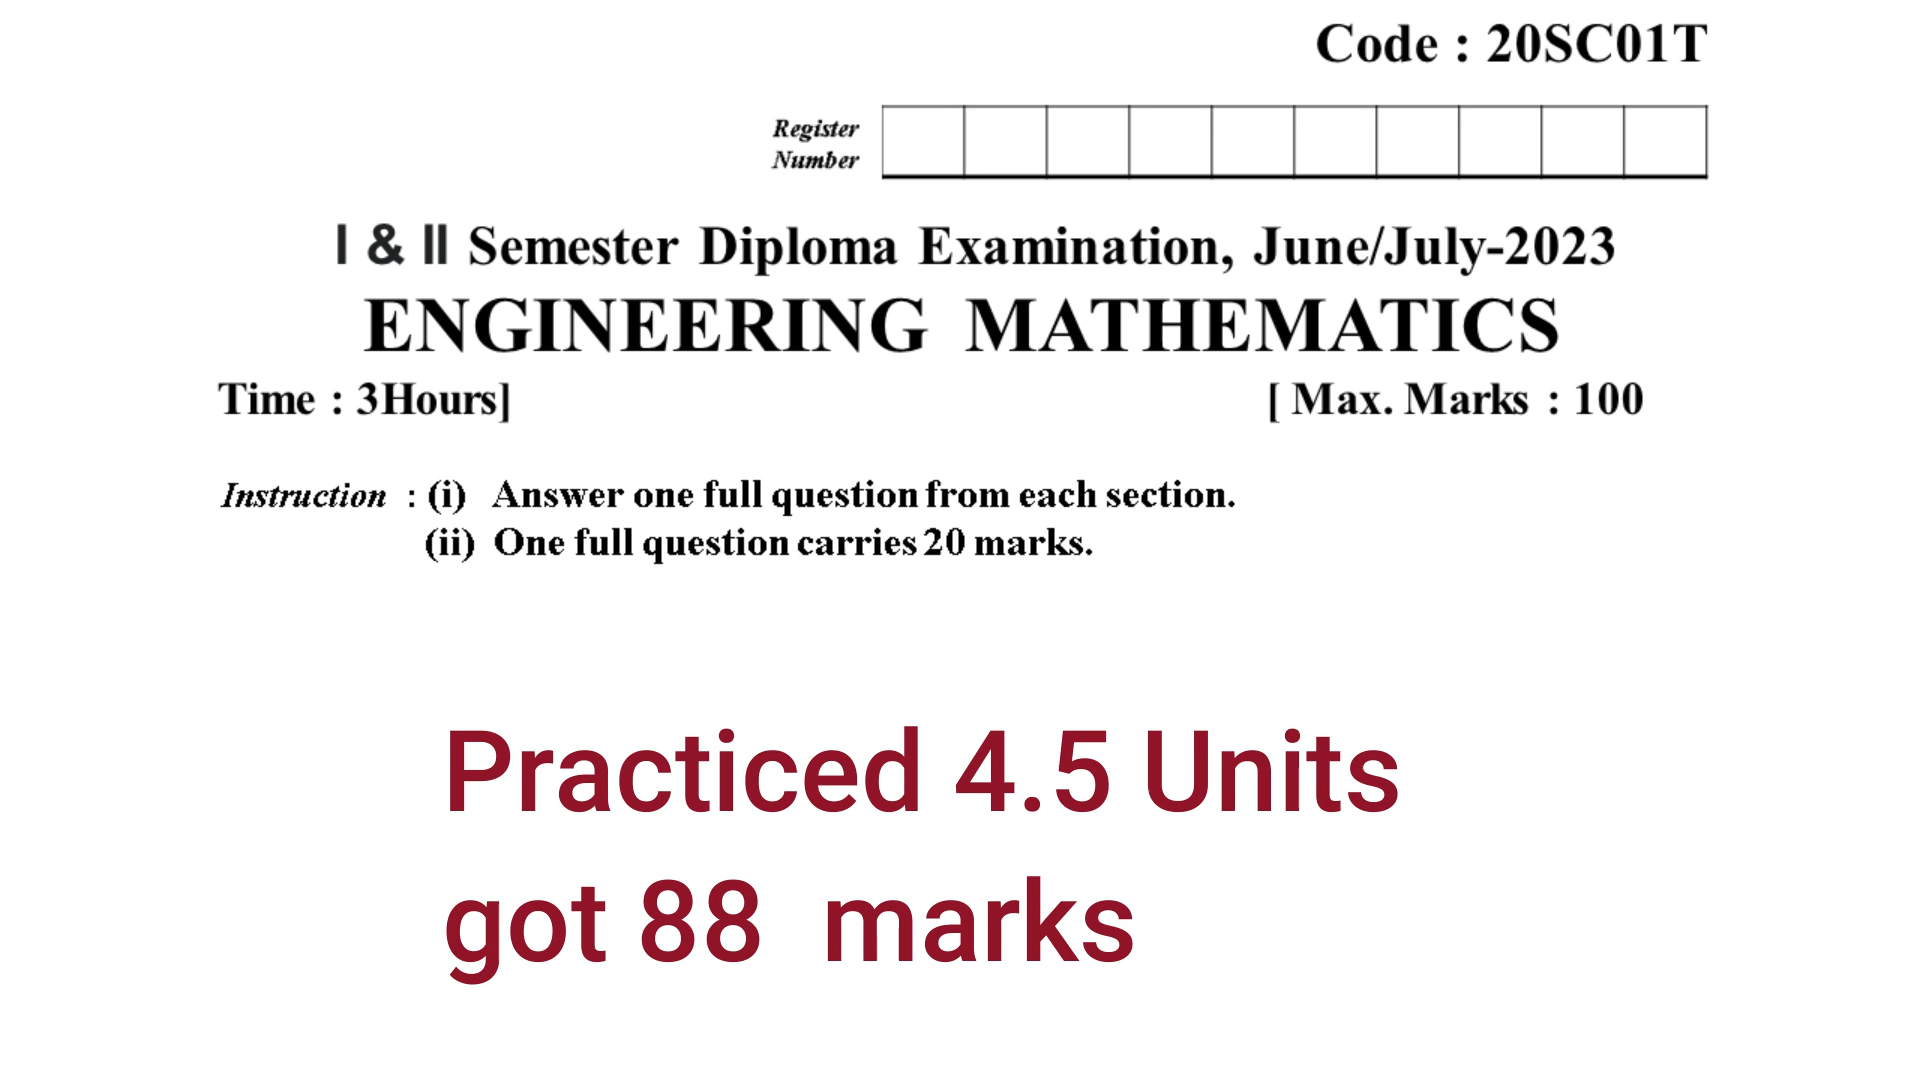 Code : 20SC01T
Register
Number
I & II Semester Diploma Examination, June/July-2023
ENGINEERING MATHEMATICS
Time : 3Hours] [ Max. Marks : 100
Instruction : (i) Answer one full question from each section.
(ii) One full question carries 20 marks.
Practiced 4.5 Units
got 88 marks